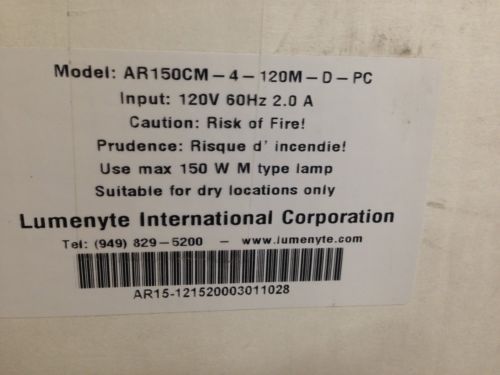 Model: AR150CM-4-120M-D-PC
Input: 120V 60Hz 2.0 A
Caution: Risk of Fire!
Prudence: Risque d' incendie!
Use max 150 W M type lamp
Suitable for dry locations only
Lumenyte International Corporation
Tel: (949) 829-5200 - www.lumenyte.com
AR15-121520003011028